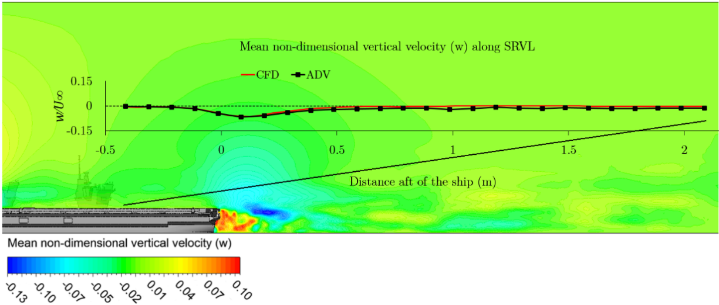 Mean non-dimensional vertical velocity (w) along SRVL
CFD ADV
w/U∞
0.15
0
-0.15
-0.5 0 0.5 1 1.5 2
Distance aft of the ship (m)
Mean non-dimensional vertical velocity (w)
-0.13 -0.10 -0.07 -0.05 -0.02 0.01 0.04 0.07 0.10